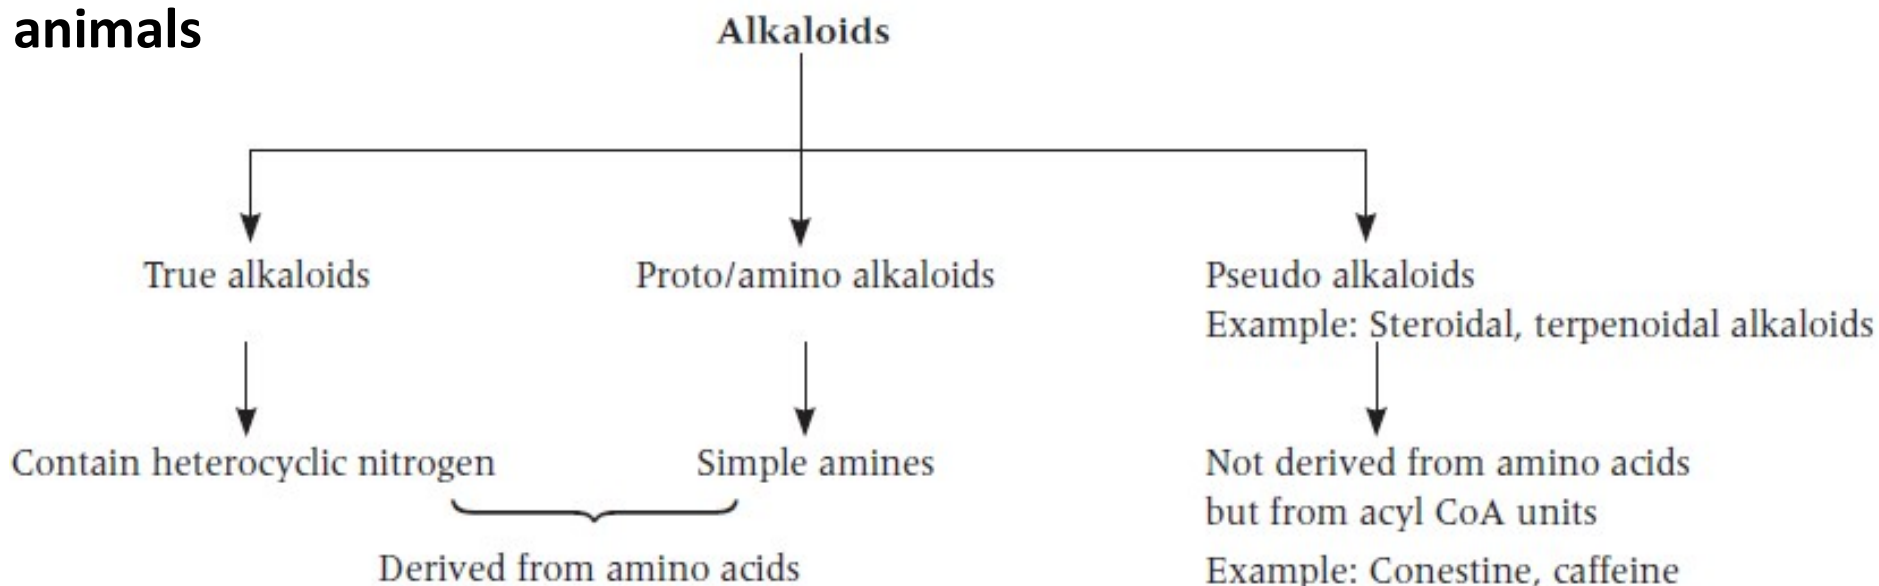 animals
Alkaloids
True alkaloids
Proto/amino alkaloids
Pseudo alkaloids
Example: Steroidal, terpenoidal alkaloids
Contain heterocyclic nitrogen
Simple amines
Not derived from amino acids
but from acyl CoA units
Derived from amino acids
Example: Conestine, caffeine